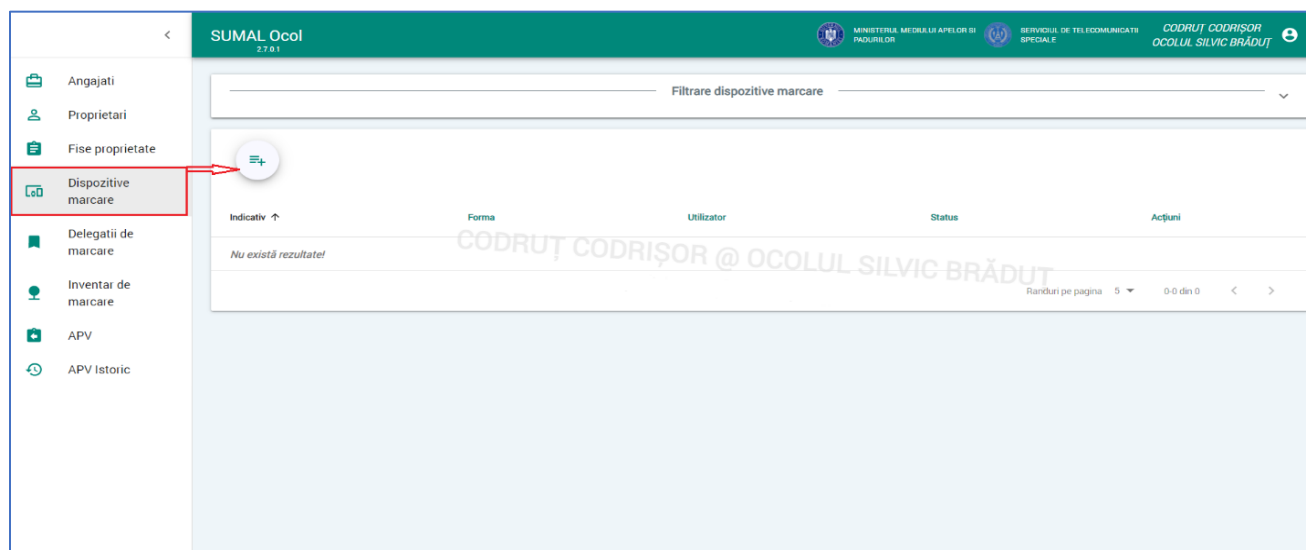 SUMAL Ocol
2.7.0.1
MINISTERUL MEDIULUI APELOR SI
PADURILOR
SERVICIUL DE TELECOMUNICATII
SPECIALE
CODRUȚ CODRIȘOR
OCOLUL SILVIC BRĂDUȚ
Angajati
Proprietari
Fise proprietate
Dispozitive
marcare
Delegatii de
marcare
Inventar de
marcare
APV
APV Istoric
Filtrare dispozitive marcare
Indicativ ↑ Forma Utilizator Status Acțiuni
Nu există rezultate!
CODRUȚ CODRIȘOR @ OCOLUL SILVIC BRĂDUȚ
Randuri pe pagina 5 0-0 din 0